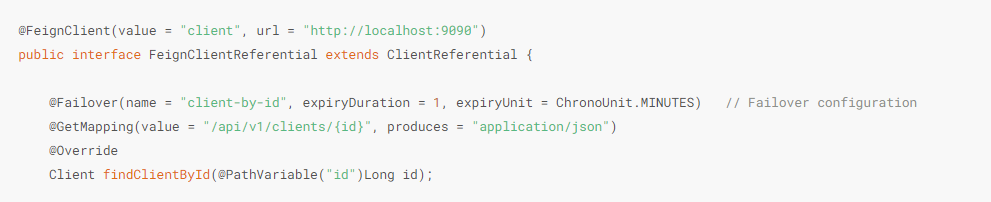 @FeignClient(value = "client", url = "http://localhost:9090")
public interface FeignClientReferential extends ClientReferential {
@Failover(name = "client-by-id", expiryDuration = 1, expiryUnit = ChronoUnit.MINUTES)   // Failover configuration
@GetMapping(value = "/api/v1/clients/{id}", produces = "application/json")
@Override
Client findClientById(@PathVariable("id")Long id);